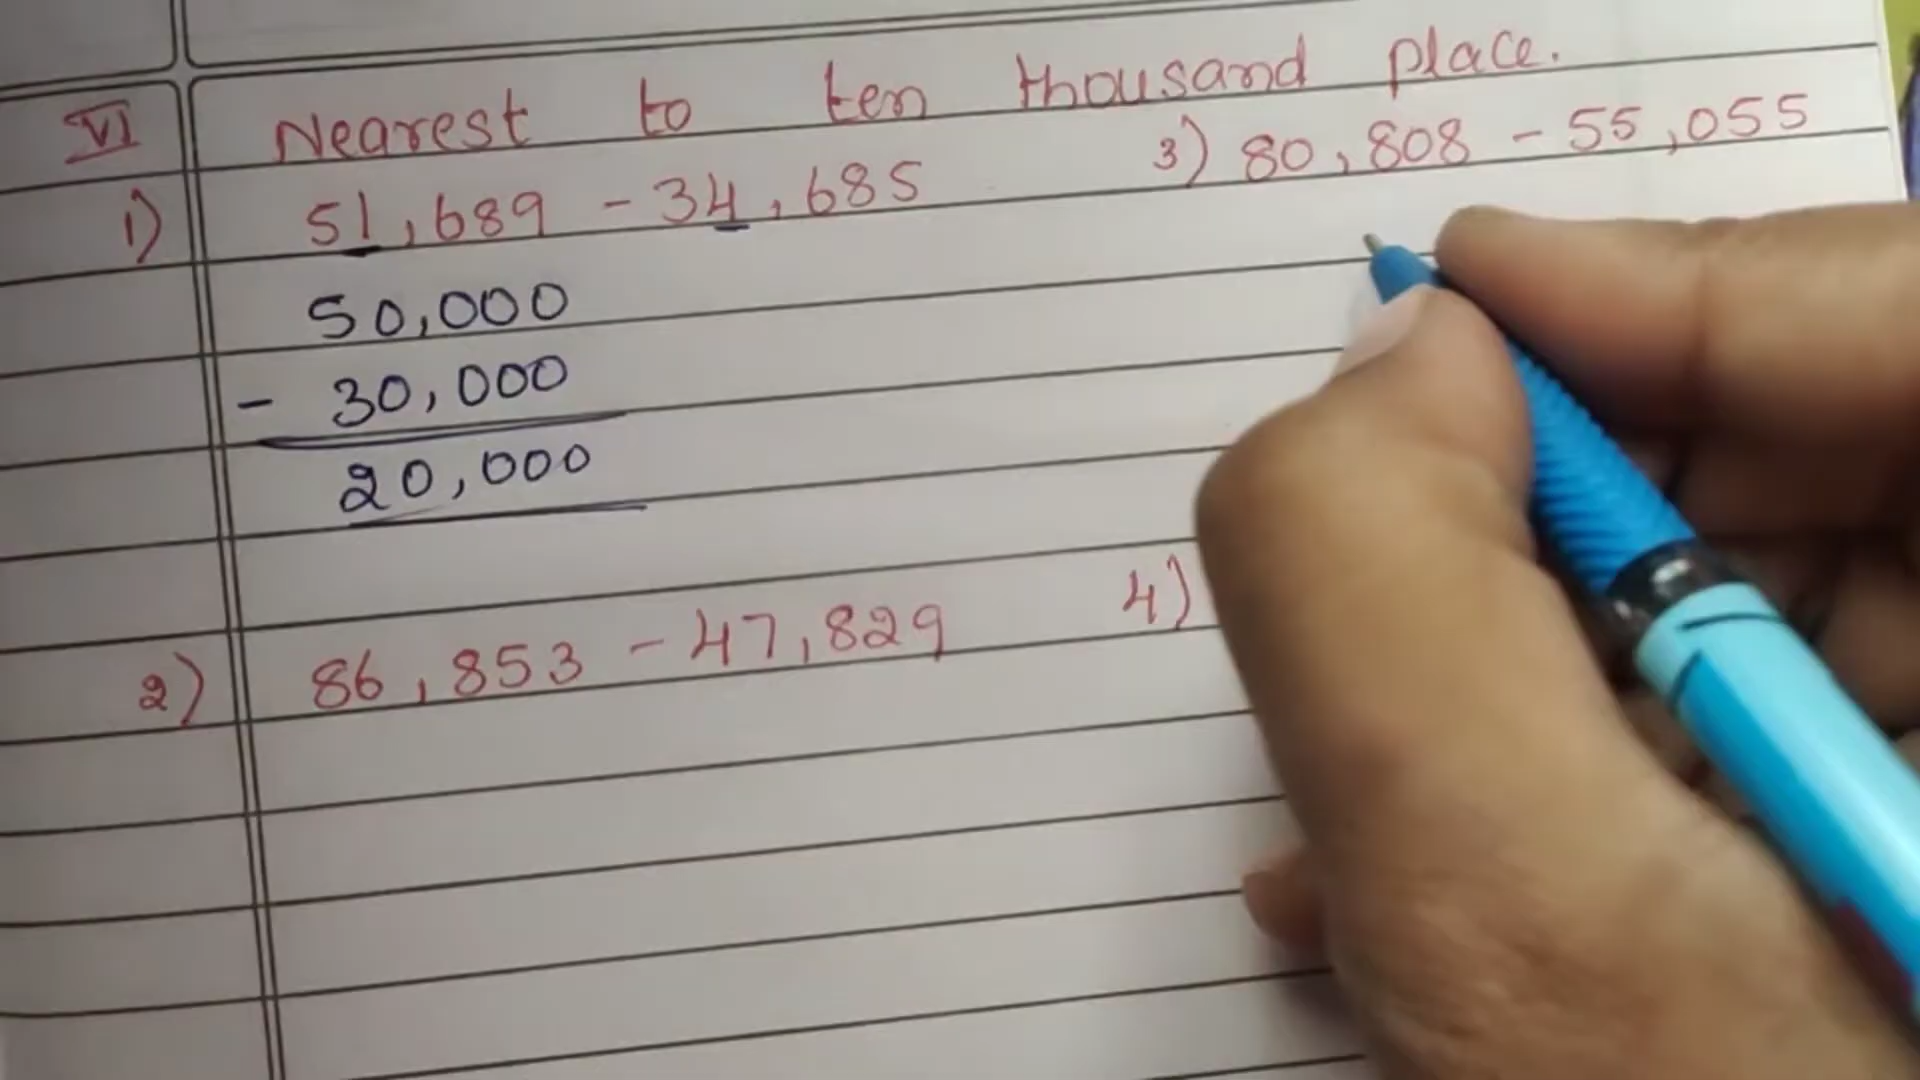 VI Nearest to ten thousand place.
1) 51,689 - 34,685
3) 80,808 - 55,055
50,000
- 30,000
20,000
2) 86,853 - 47,829
4)